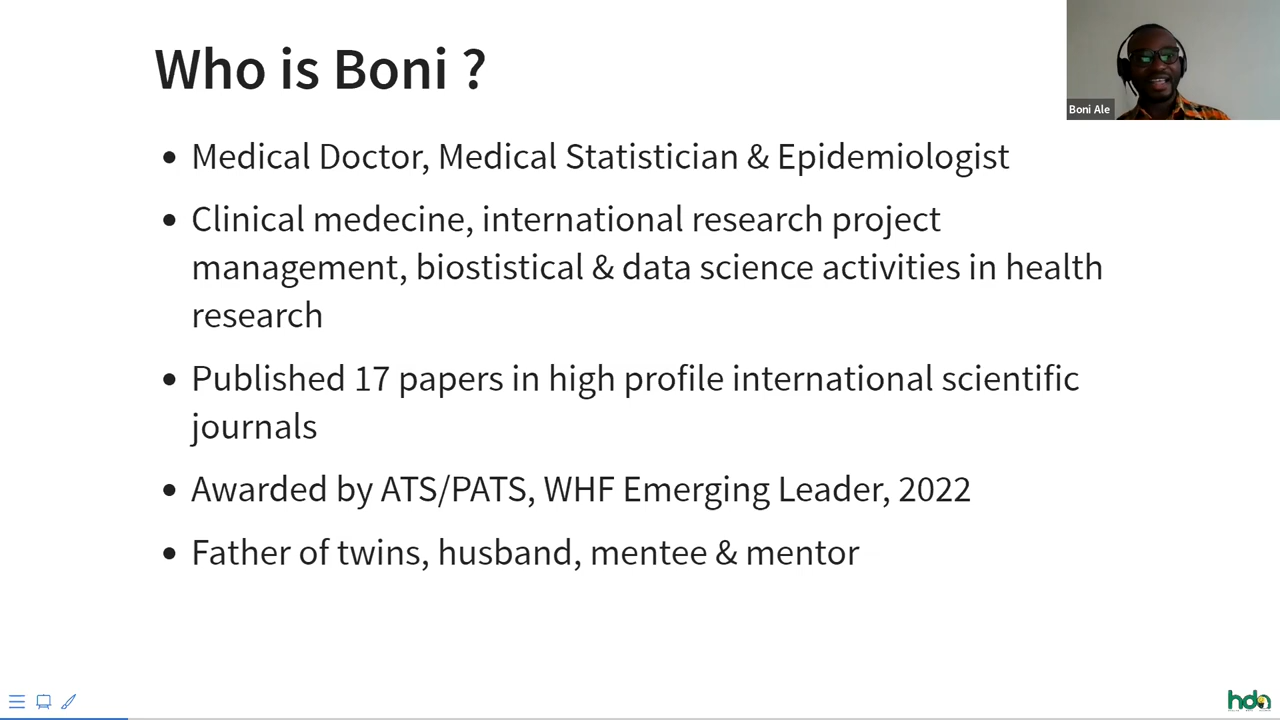 Who is Boni ?
Boni Ale
• Medical Doctor, Medical Statistician & Epidemiologist
• Clinical medecine, international research project
management, biostistical & data science activities in health
research
• Published 17 papers in high profile international scientific
journals
• Awarded by ATS/PATS, WHF Emerging Leader, 2022
• Father of twins, husband, mentee & mentor
hda